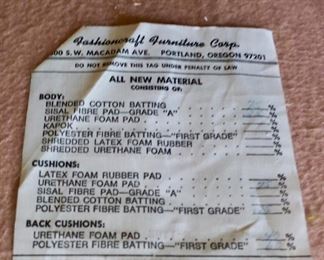 Fashioncraft Furniture Corp.
00 S.W. MACADAM AVE. PORTLAND, OREGON 97201
DO NOT REMOVE THIS TAG UNDER PENALTY OF LAW
ALL NEW MATERIAL
CONSISTING OF:
BODY:
BLENDED COTTON BATTING %
SISAL FIBRE PAD—GRADE "A" %
URETHANE FOAM PAD %
KAPOK %
POLYESTER FIBRE BATTING—"FIRST GRADE" %
SHREDDED LATEX FOAM RUBBER %
SHREDDED URETHANE FOAM %
CUSHIONS:
LATEX FOAM RUBBER PAD %
URETHANE FOAM PAD %
SISAL FIBRE PAD—GRADE "A" %
BLENDED COTTON BATTING %
POLYESTER FIBRE BATTING—"FIRST GRADE" %
BACK CUSHIONS:
URETHANE FOAM PAD %
POLYESTER FIBRE BATTING—"FIRST GRADE" %